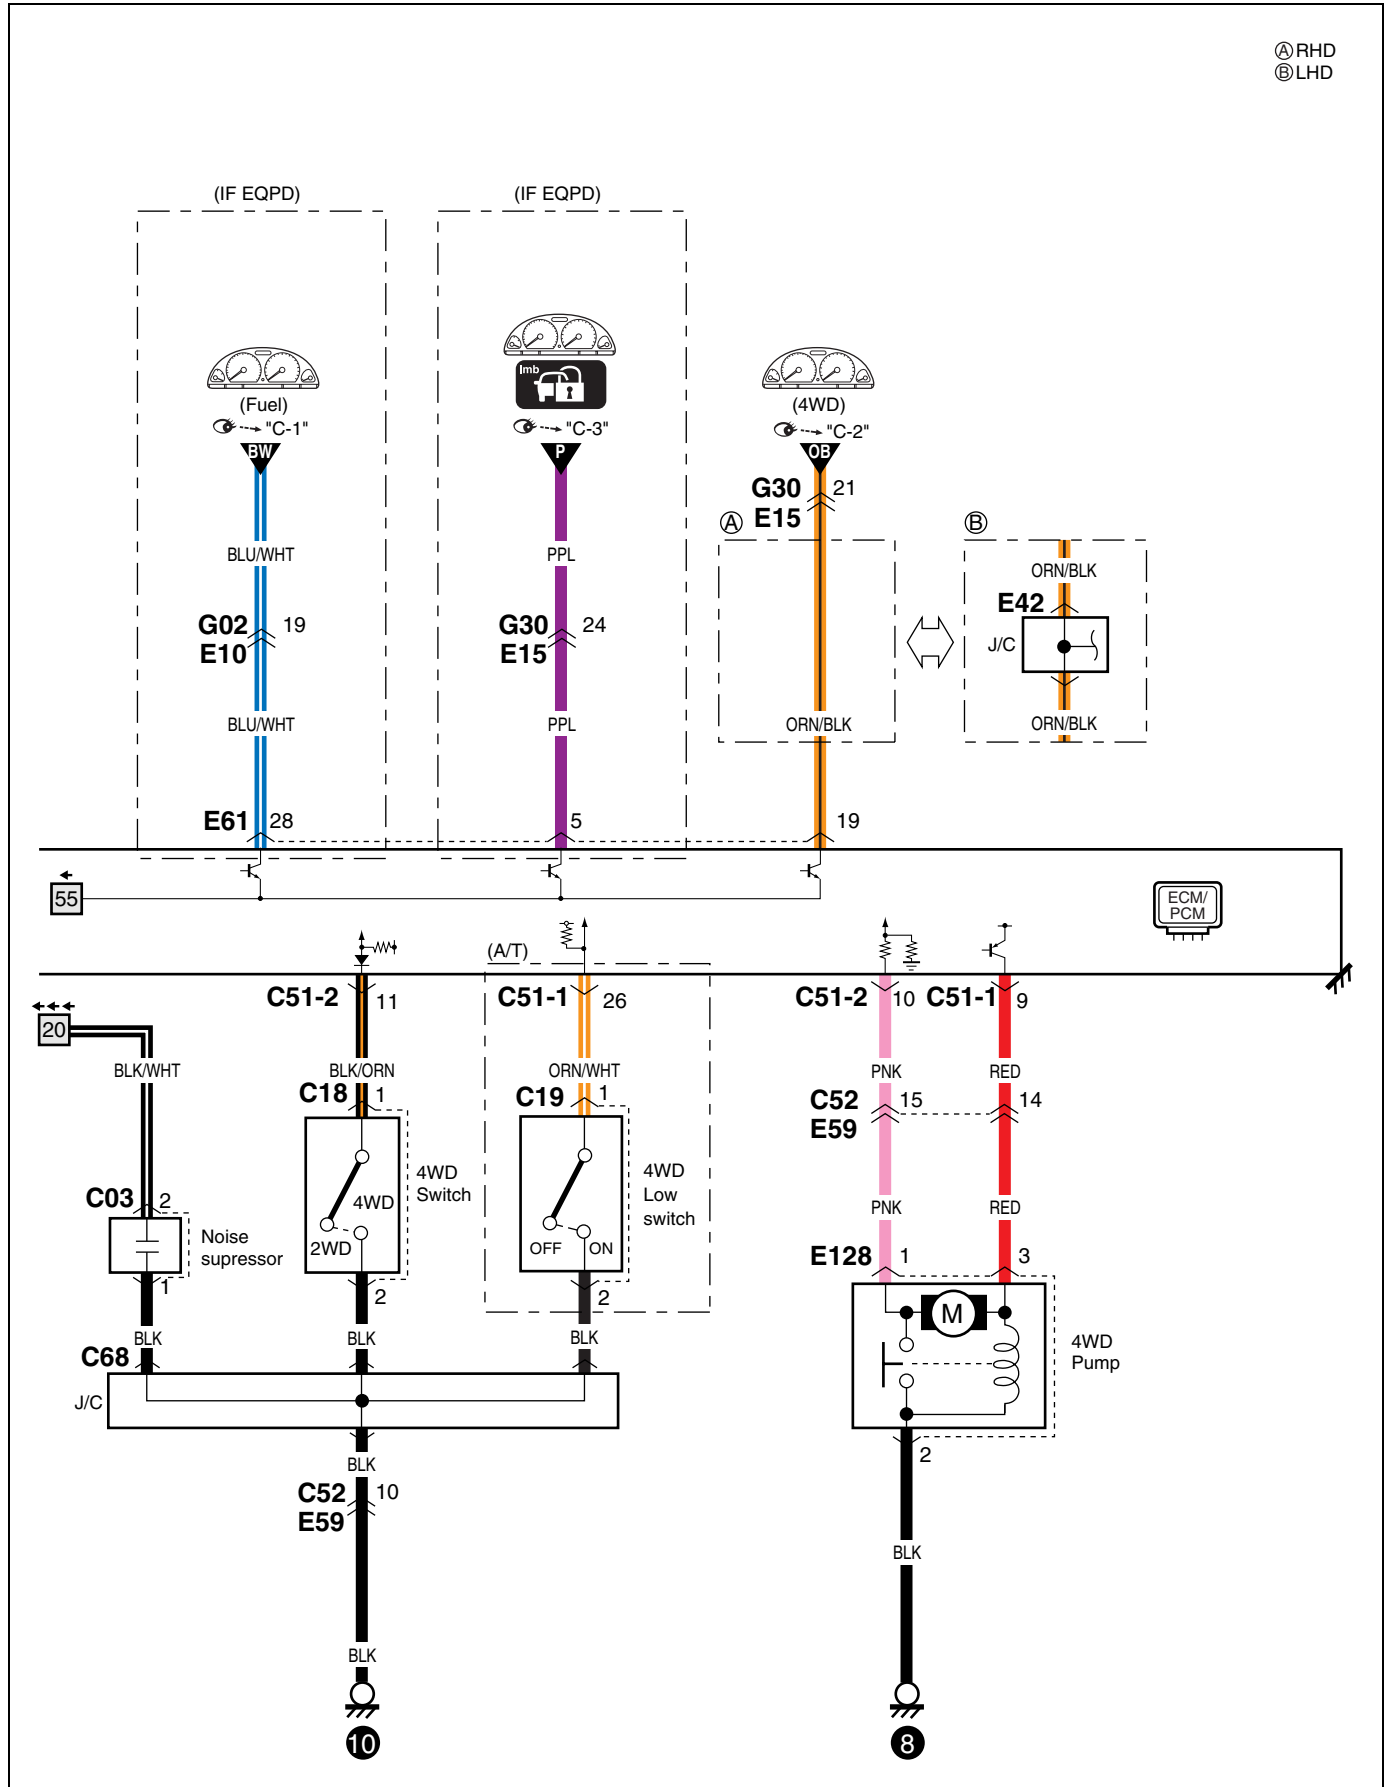 Ⓐ RHD
Ⓑ LHD
(IF EQPD)
(IF EQPD)
Imb
(Fuel)
(4WD)
"C-1"
"C-3"
"C-2"
BW
P
OB
G30 21
E15
Ⓐ
Ⓑ
BLU/WHT
PPL
ORN/BLK
G02 19
E10
G30 24
E15
E42
J/C
BLU/WHT
PPL
ORN/BLK
ORN/BLK
E61 28
5
19
55
ECM/
PCM
(A/T)
C51-2 11
C51-1 26
C51-2 10
C51-1 9
20
BLK/WHT
BLK/ORN
ORN/WHT
PNK
RED
C18 1
C19 1
C52 15
E59
14
4WD
Switch
4WD
2WD
4WD
Low
switch
OFF ON
C03 2
Noise
supressor
1
2
2
PNK
RED
E128 1
3
M
4WD
Pump
BLK
BLK
BLK
C68
J/C
2
BLK
C52 10
E59
BLK
BLK
10
8